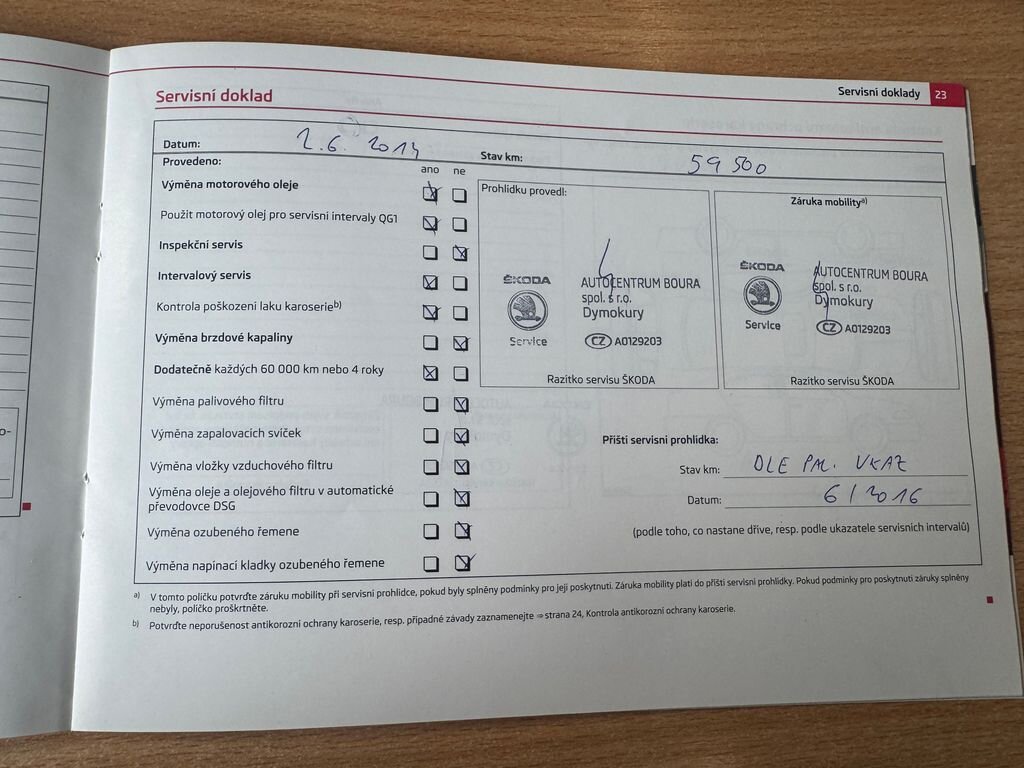 Servisní doklady 23
Servisní doklad
Datum: 2.6. 2014
Stav km: 59 500
Provedeno:
ano ne
Výměna motorového oleje
Použit motorový olej pro servisní intervaly QG1
Inspekční servis
Intervalový servis
Kontrola poškození laku karoserie b)
Výměna brzdové kapaliny
Dodatečně každých 60 000 km nebo 4 roky
Výměna palivového filtru
Výměna zapalovacích svíček
Výměna vložky vzduchového filtru
Výměna oleje a olejového filtru v automatické
převodovce DSG
Výměna ozubeného řemene
Výměna napínací kladky ozubeného řemene
Prohlídku provedl:
ŠKODA
Service
AUTOCENTRUM BOURA
spol. s r.o.
Dymokury
CZ A0129203
Razítko servisu ŠKODA
Záruka mobility a)
ŠKODA
Service
AUTOCENTRUM BOURA
spol. s r.o.
Dymokury
CZ A0129203
Razítko servisu ŠKODA
Příští servisní prohlídka:
Stav km: DLE PAL. UKAZ
Datum: 6/2016
(podle toho, co nastane dříve, resp. podle ukazatele servisních intervalů)
a) V tomto políčku potvrďte záruku mobility při servisní prohlídce, pokud byly splněny podmínky pro její poskytnutí. Záruka mobility platí do příští servisní prohlídky. Pokud podmínky pro poskytnutí záruky splněny
nebyly, políčko proškrtněte.
b) Potvrďte neporušenost antikorozní ochrany karoserie, resp. případné závady zaznamenejte ⇒ strana 24, Kontrola antikorozní ochrany karoserie.